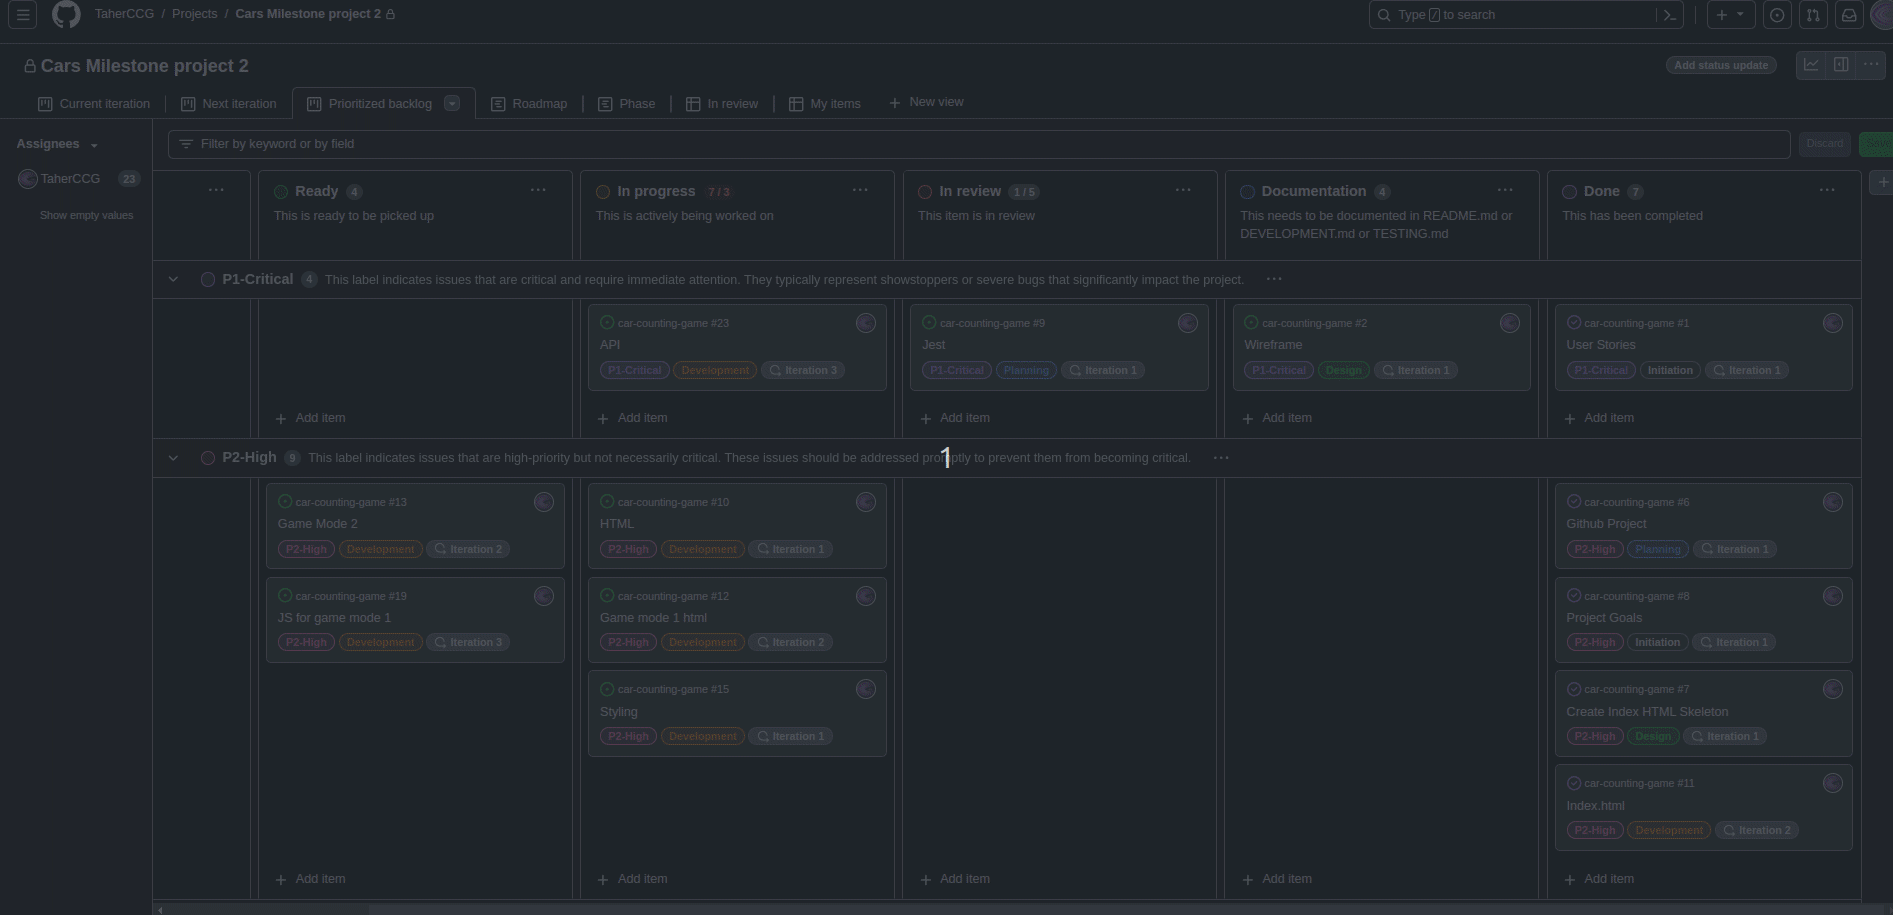 TaherCCG / Projects / Cars Milestone project 2
Type / to search
Cars Milestone project 2
Add status update
Current iteration
Next iteration
Prioritized backlog
Roadmap
Phase
In review
My items
New view
Assignees
Filter by keyword or by field
Discard
TaherCCG 23
Show empty values
Ready 4
This is ready to be picked up
In progress 7 / 3
This is actively being worked on
In review 1 / 5
This item is in review
Documentation 4
This needs to be documented in README.md or
DEVELOPMENT.md or TESTING.md
Done 7
This has been completed
P1-Critical 4 This label indicates issues that are critical and require immediate attention. They typically represent showstoppers or severe bugs that significantly impact the project.
Add item
car-counting-game #23
API
P1-Critical Development Iteration 3
Add item
car-counting-game #9
Jest
P1-Critical Planning Iteration 1
Add item
car-counting-game #2
Wireframe
P1-Critical Design Iteration 1
Add item
car-counting-game #1
User Stories
P1-Critical Initiation Iteration 1
Add item
P2-High 9 This label indicates issues that are high-priority but not necessarily critical. These issues should be addressed promptly to prevent them from becoming critical.
1
car-counting-game #13
Game Mode 2
P2-High Development Iteration 2
car-counting-game #19
JS for game mode 1
P2-High Development Iteration 3
Add item
car-counting-game #10
HTML
P2-High Development Iteration 1
car-counting-game #12
Game mode 1 html
P2-High Development Iteration 2
car-counting-game #15
Styling
P2-High Development Iteration 1
Add item
Add item
Add item
car-counting-game #6
Github Project
P2-High Planning Iteration 1
car-counting-game #8
Project Goals
P2-High Initiation Iteration 1
car-counting-game #7
Create Index HTML Skeleton
P2-High Design Iteration 1
car-counting-game #11
Index.html
P2-High Development Iteration 2
Add item